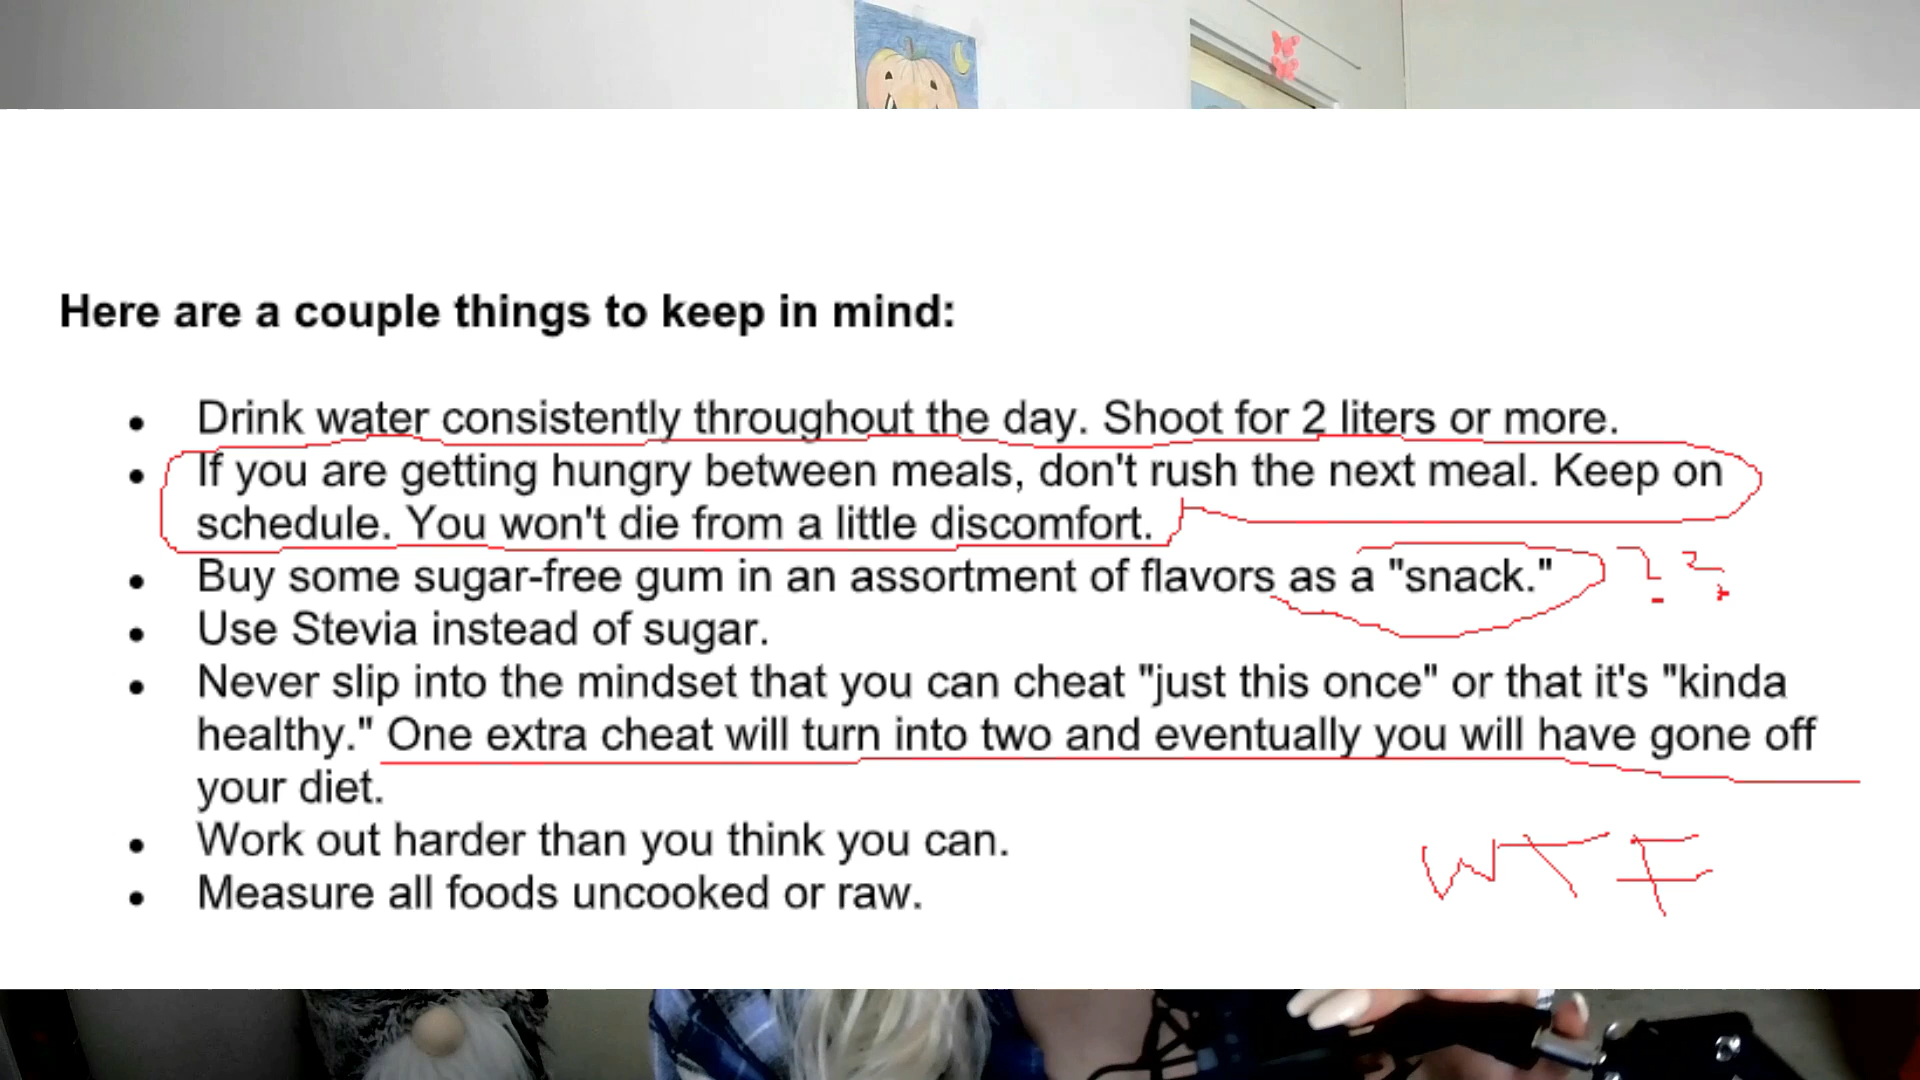 Here are a couple things to keep in mind:
• Drink water consistently throughout the day. Shoot for 2 liters or more.
• If you are getting hungry between meals, don't rush the next meal. Keep on
schedule. You won't die from a little discomfort.
• Buy some sugar-free gum in an assortment of flavors as a "snack." ??
• Use Stevia instead of sugar.
• Never slip into the mindset that you can cheat "just this once" or that it's "kinda
healthy." One extra cheat will turn into two and eventually you will have gone off
your diet.
• Work out harder than you think you can.
WTF
• Measure all foods uncooked or raw.